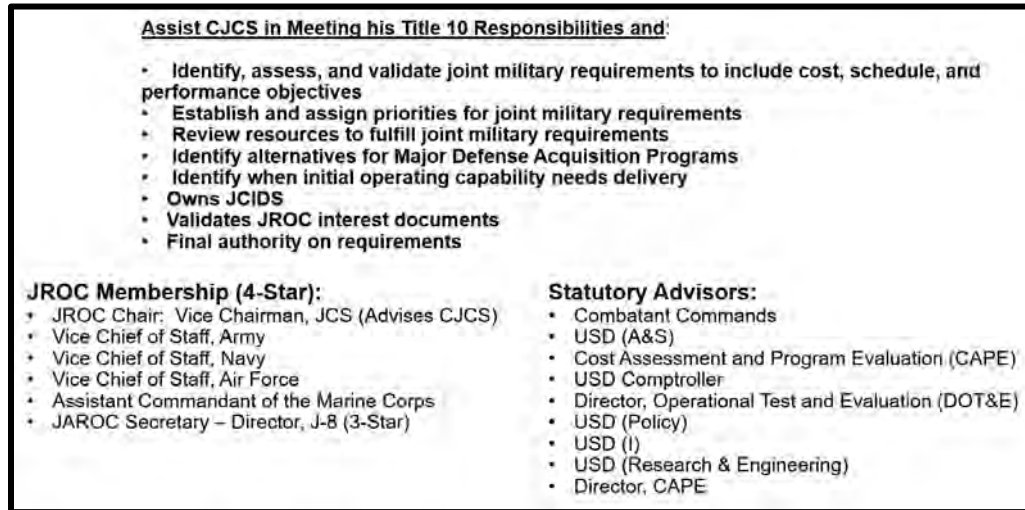 Assist CJCS in Meeting his Title 10 Responsibilities and:
• Identify, assess, and validate joint military requirements to include cost, schedule, and
performance objectives
• Establish and assign priorities for joint military requirements
• Review resources to fulfill joint military requirements
• Identify alternatives for Major Defense Acquisition Programs
• Identify when initial operating capability needs delivery
• Owns JCIDS
• Validates JROC interest documents
• Final authority on requirements
JROC Membership (4-Star):
• JROC Chair: Vice Chairman, JCS (Advises CJCS)
• Vice Chief of Staff, Army
• Vice Chief of Staff, Navy
• Vice Chief of Staff, Air Force
• Assistant Commandant of the Marine Corps
• JAROC Secretary – Director, J-8 (3-Star)
Statutory Advisors:
• Combatant Commands
• USD (A&S)
• Cost Assessment and Program Evaluation (CAPE)
• USD Comptroller
• Director, Operational Test and Evaluation (DOT&E)
• USD (Policy)
• USD (I)
• USD (Research & Engineering)
• Director, CAPE